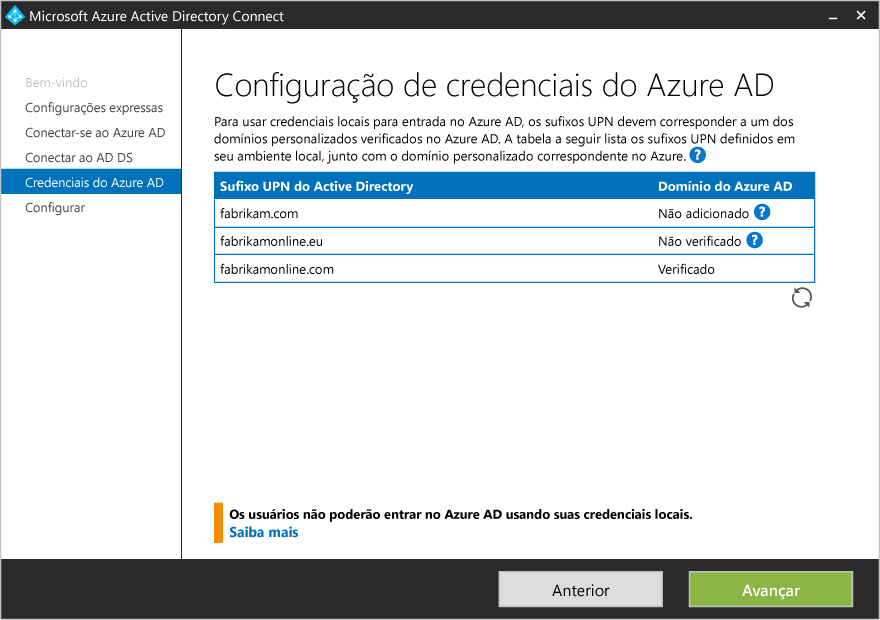 Microsoft Azure Active Directory Connect
Bem-vindo
Configurações expressas
Conectar-se ao Azure AD
Conectar ao AD DS
Credenciais do Azure AD
Configurar
Configuração de credenciais do Azure AD
Para usar credenciais locais para entrada no Azure AD, os sufixos UPN devem corresponder a um dos
domínios personalizados verificados no Azure AD. A tabela a seguir lista os sufixos UPN definidos em
seu ambiente local, junto com o domínio personalizado correspondente no Azure. ?
Sufixo UPN do Active Directory Domínio do Azure AD
fabrikam.com Não adicionado ?
fabrikamonline.eu Não verificado ?
fabrikamonline.com Verificado
Os usuários não poderão entrar no Azure AD usando suas credenciais locais.
Saiba mais
Anterior Avançar